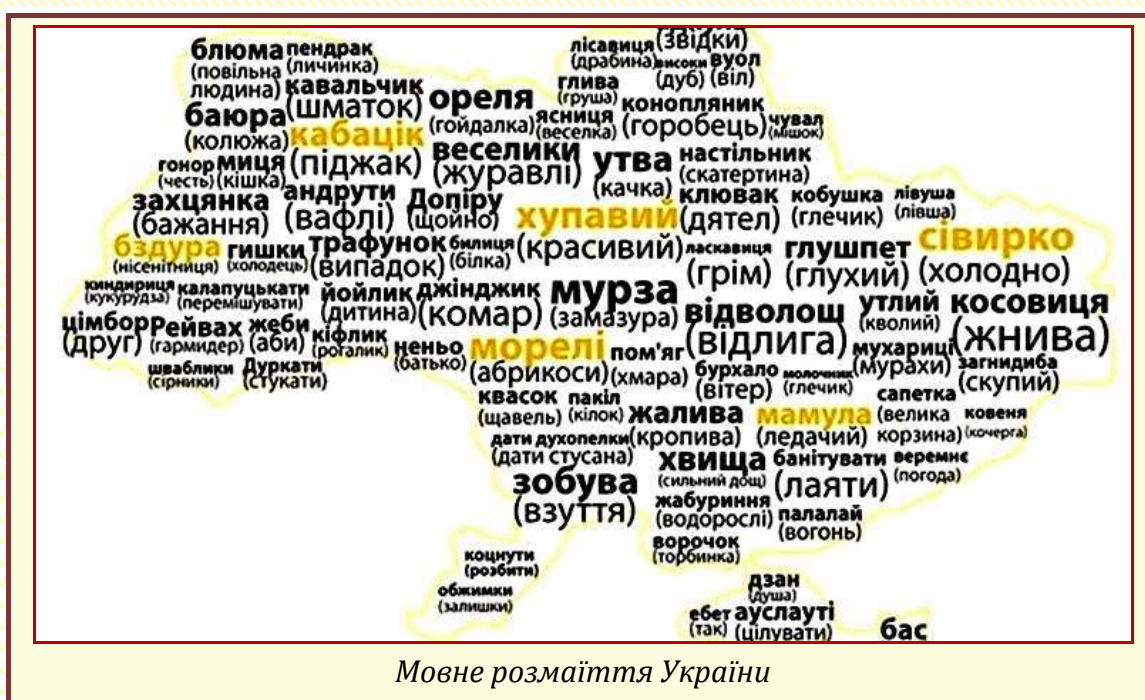 (звідки)
блюма пендрак лісавиця
(повільна (личинка) (драбина) високи вуол
людина) кавальчик глива (дуб) (віл)
(шматок) ореля (груша) конопляник
баюра (гойдалка) ясниця (горобець) чувал
(колюжа) кабацік (веселка) (мішок)
гонор миця (піджак) веселики утва настільник
(честь) (кішка) (журавлі) (качка) (скатертина)
захцянка андрути Допіру клювак кобушка лівуша
(бажання) (вафлі) (щойно) хупавий (дятел) (глечик) (лівша)
бздура гишки трафунок билиця (красивий) ласкавиця глушпет сівирко
(нісенітниця) (холодець) (випадок) (білка) (грім) (глухий) (холодно)
киндириця калапуцькати йойлик джінджик мурза утлий косовиця
(кукурудза) (перемішувати) (дитина) (комар) (замазура) відволощ (кволий) (жнива)
цімборР ейвах жеби кіфлик неньо морелі пом'яг (відлига) мухариці загнидиба
(друг) (гармидер) (аби) (рогалик) (батько) (абрикоси) (хмара) бурхало молочник (мурахи) (скупий)
шваблики Дуркати (вітер) (глечик)
(сірники) (стукати) квасок пакіл жалива мамула сапетка ковеня
(щавель) (кілок) (кропива) (ледачий) (велика корзина) (кочерга)
дати духопелки хвища банітувати веремнє
(дати стусана) (сильний дощ) (лаяти) (погода)
зобува жабуриння палалай
(взуття) (водорослі) (вогонь)
ворочок
(торбинка)
коцнути
(розбити) дзан
обжимки (душа)
(залишки) ебет ауслауті бас
(так) (цілувати)
Мовне розмаїття України